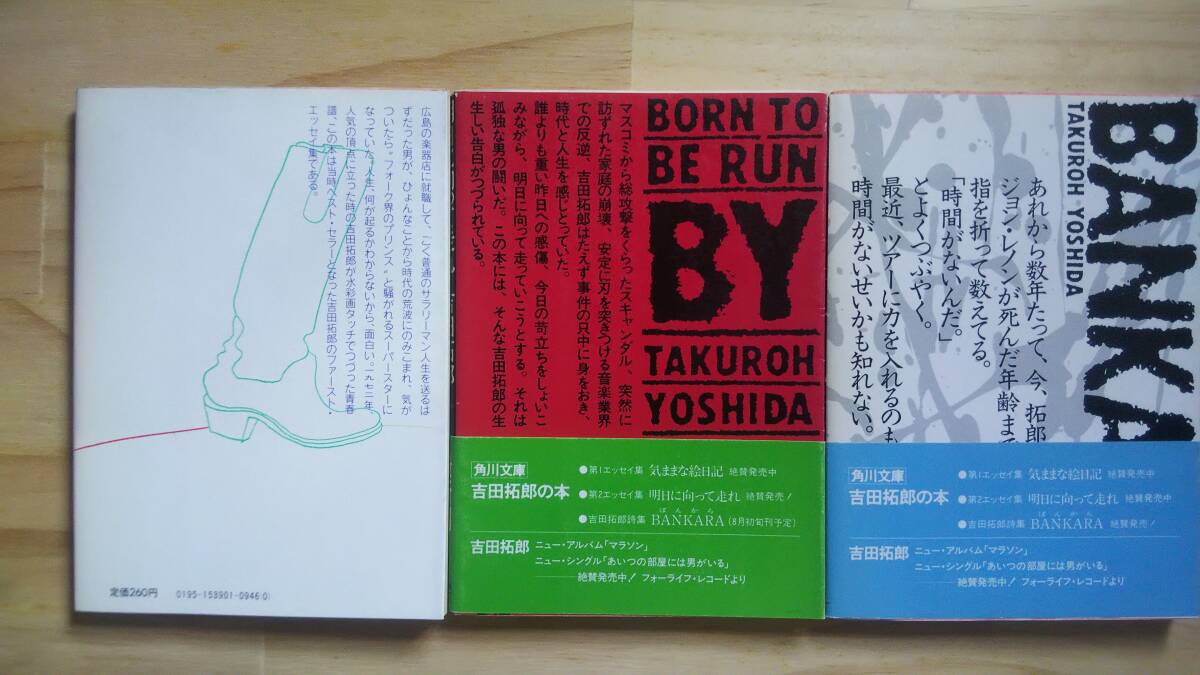 広島の楽器店に就職して、ごく普通のサラリーマン人生を送るは
ずだった男が、ひょんなことから時代の荒波にのみこまれ、気が
ついたら“フォーク界のプリンス”と騒がれるスーパースターに
なっていた。「人生、何が起るかわからないから、面白い。一九七二年
人気の頂点に立った時の吉田拓郎が水彩画タッチでつづった青春
譜。この本は当時ベスト・セラーとなった吉田拓郎のファースト・
エッセイ集である。
定価260円
0195-153901-0946(0)
BORN TO
BE RUN
BY
TAKUROH
YOSHIDA
マスコミから総攻撃をくらったスキャンダル、突然に
訪ずれた家庭の崩壊、安定に刃を突きつける音楽業界
での反逆、吉田拓郎はたえず事件の只中に身をおき、
時代と人生を感じとっていた。
誰よりも重い昨日への感傷、今日の苛立ちをしょいこ
みながら、明日に向って走っていこうとする。それは
孤独な男の闘いだ。この本には、そんな吉田拓郎の生
生しい告白がつづられている。
角川文庫
吉田拓郎の本
●第1エッセイ集 気ままな絵日記 絶賛発売中
●第2エッセイ集 明日に向って走れ 絶賛発売!
ばんから
●吉田拓郎詩集 BANKARA (8月初旬刊予定)
吉田拓郎
ニュー・アルバム「マラソン」
ニュー・シングル「あいつの部屋には男がいる」
絶賛発売中! フォーライフ・レコードより
BANKA
TAKUROH YOSHIDA
あれから数年たって、今、拓郎
ジョン・レノンが死んだ年齢まで
指を折って数えてる。
「時間がないんだ。」
とよくつぶやく。
最近、ツアーに力を入れるのも
時間がないせいかも知れない。
角川文庫
吉田拓郎の本
●第1エッセイ集 気ままな絵日記 絶賛発売中
●第2エッセイ集 明日に向って走れ 絶賛発売中
ばんから
●吉田拓郎詩集 BANKARA 絶賛発売!
吉田拓郎
ニュー・アルバム「マラソン」
ニュー・シングル「あいつの部屋には男がいる」
絶賛発売中! フォーライフ・レコードより